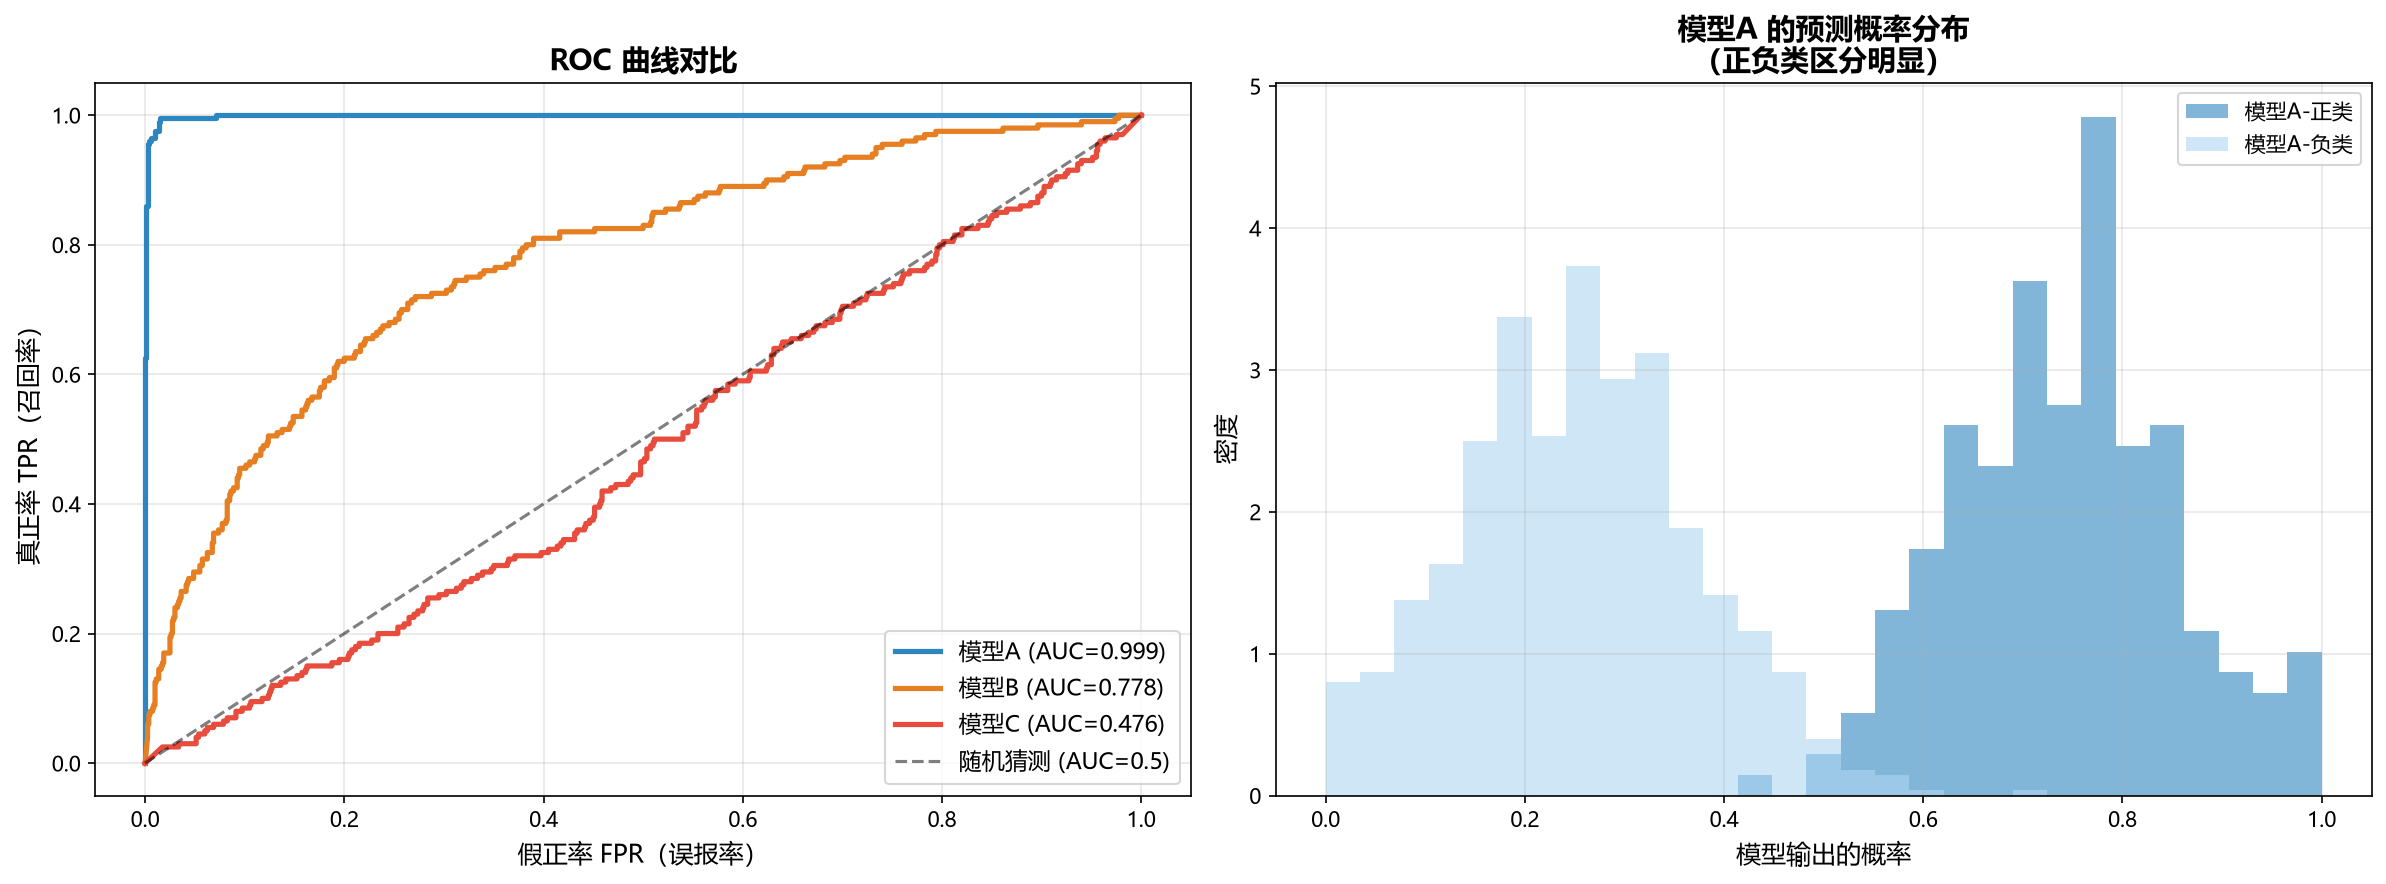 ROC 曲线对比
真正率 TPR（召回率）
1.0
0.8
0.6
0.4
0.2
0.0
0.0
0.2
0.4
0.6
0.8
1.0
假正率 FPR（误报率）
模型A (AUC=0.999)
模型B (AUC=0.778)
模型C (AUC=0.476)
随机猜测 (AUC=0.5)
模型A 的预测概率分布
（正负类区分明显）
密度
5
4
3
2
1
0
0.0
0.2
0.4
0.6
0.8
1.0
模型输出的概率
模型A-正类
模型A-负类